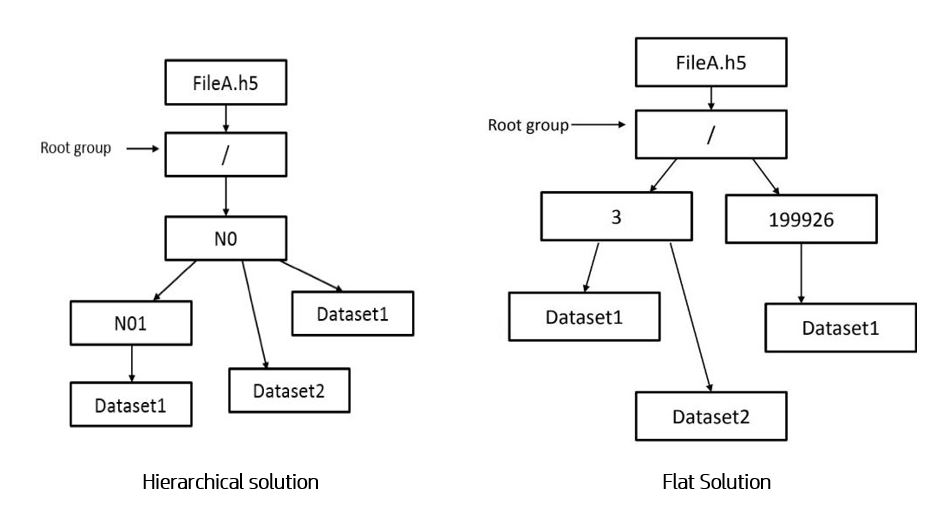 FileA.h5
Root group
/
N0
N01
Dataset1
Dataset2
Dataset1
Hierarchical solution
FileA.h5
Root group
/
3
199926
Dataset1
Dataset1
Dataset2
Flat Solution